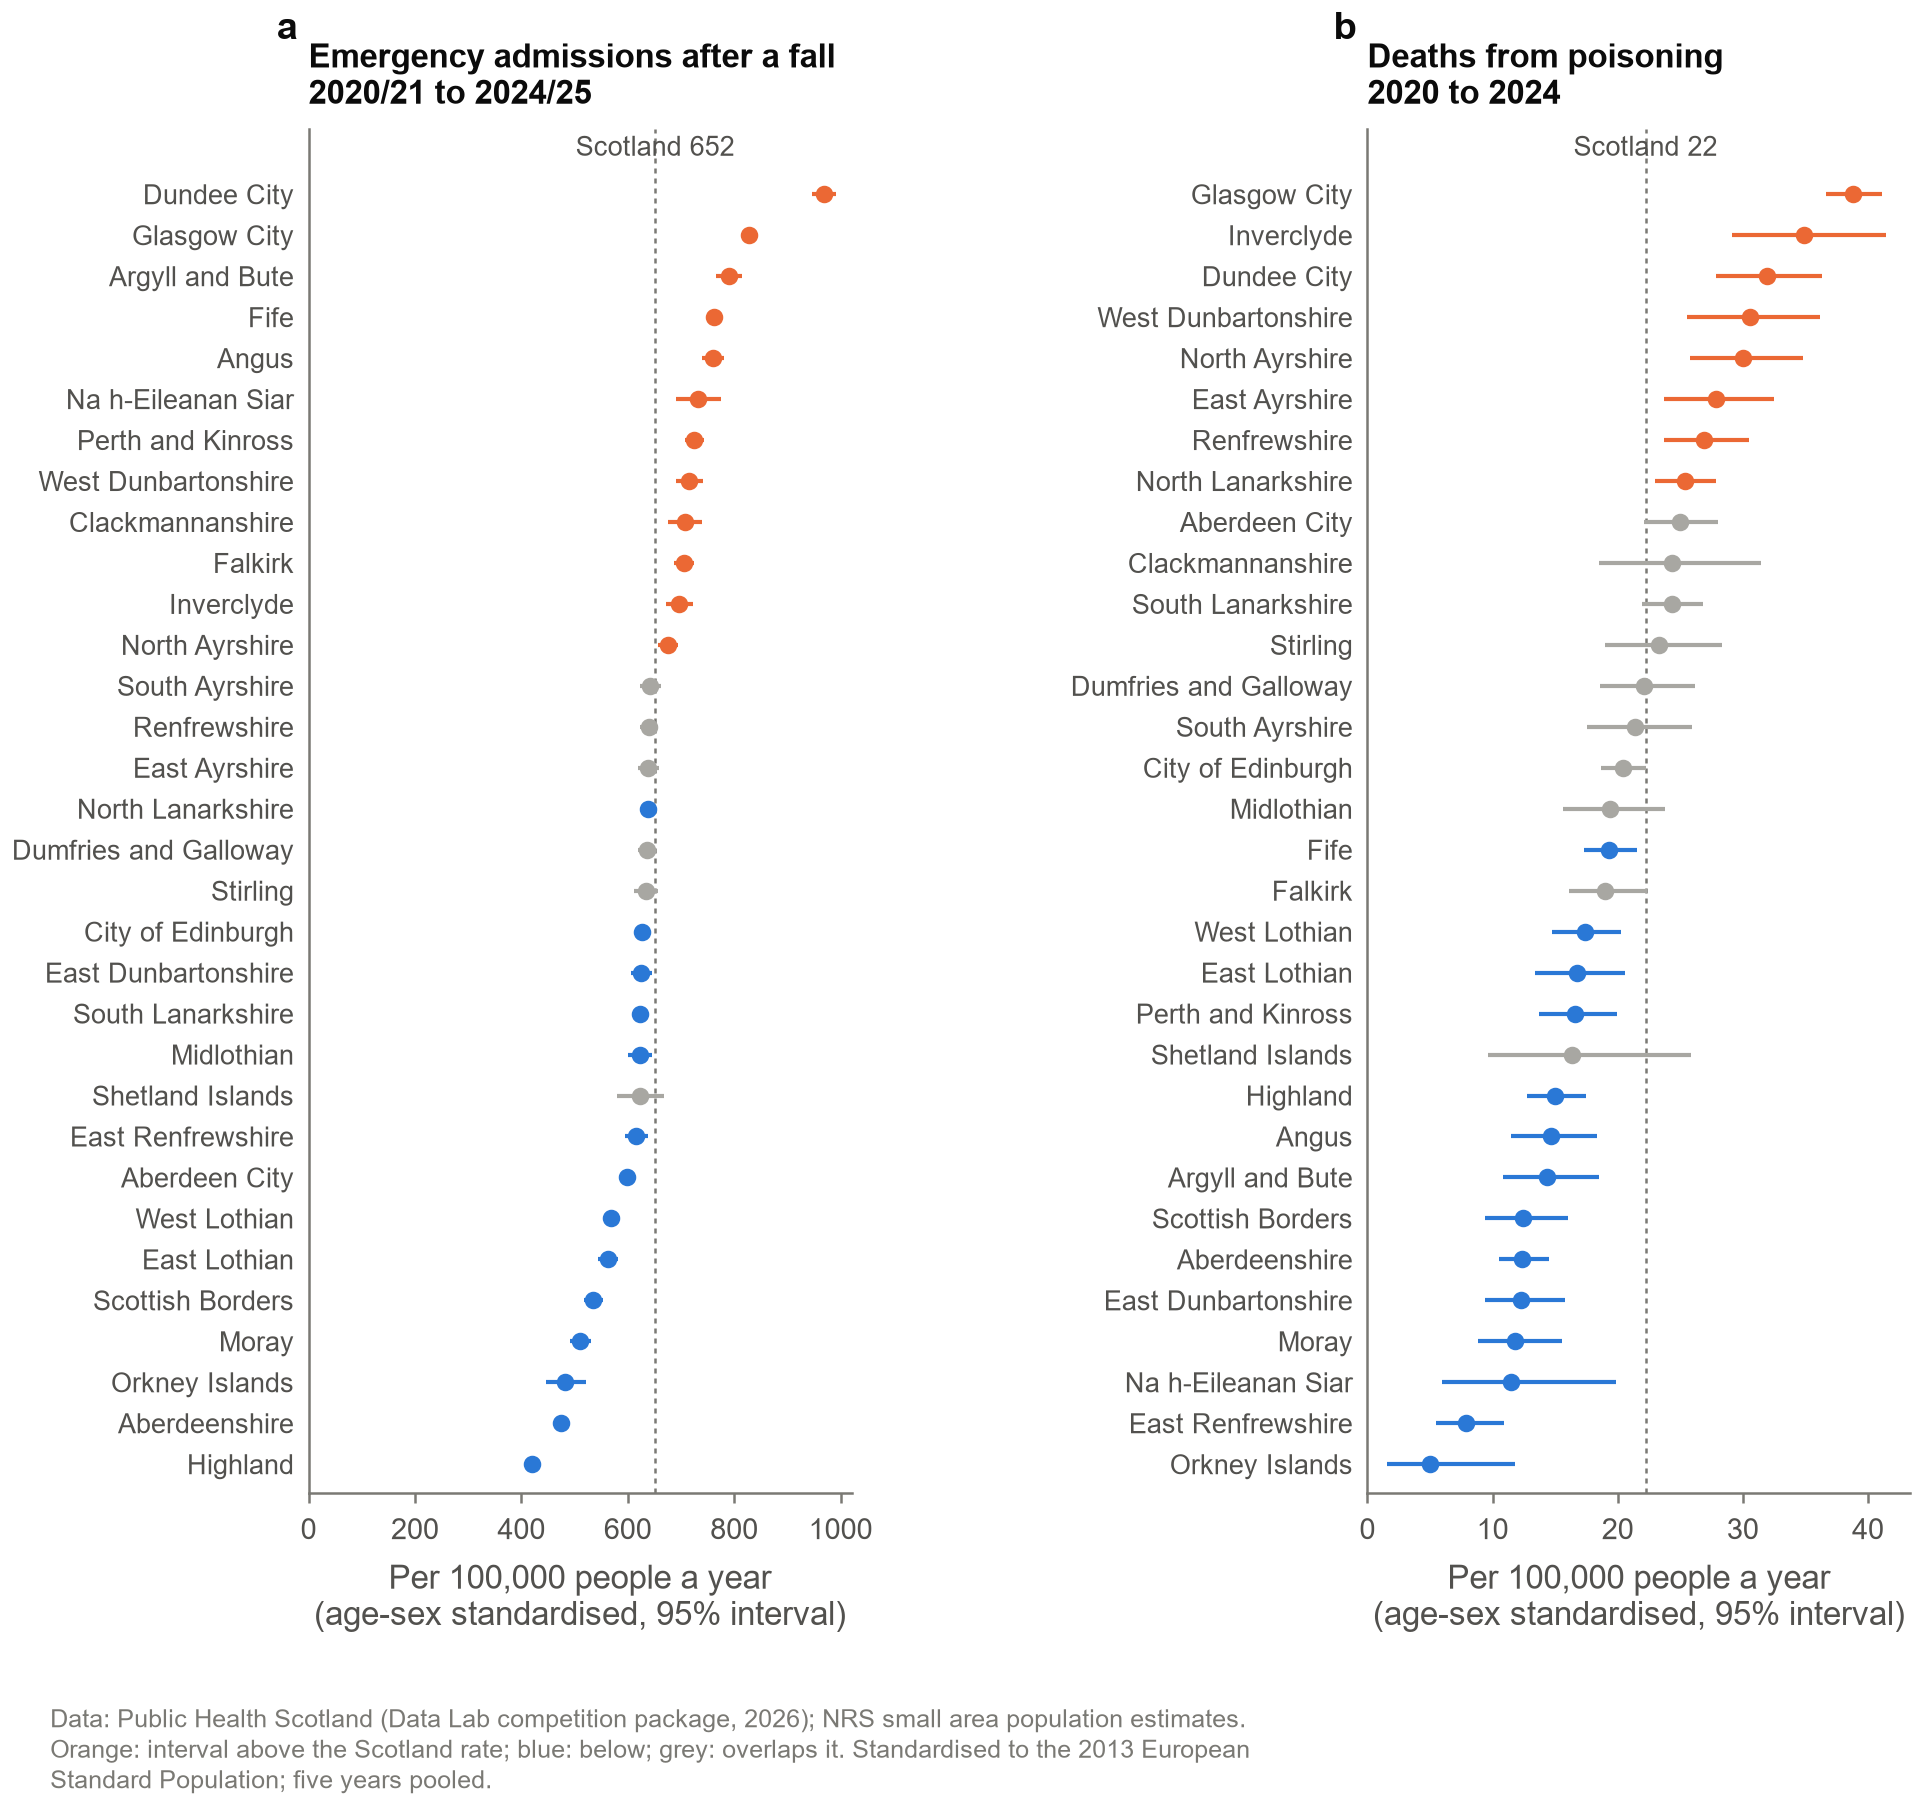 a
Emergency admissions after a fall
2020/21 to 2024/25
Scotland 652
Dundee City
Glasgow City
Argyll and Bute
Fife
Angus
Na h-Eileanan Siar
Perth and Kinross
West Dunbartonshire
Clackmannanshire
Falkirk
Inverclyde
North Ayrshire
South Ayrshire
Renfrewshire
East Ayrshire
North Lanarkshire
Dumfries and Galloway
Stirling
City of Edinburgh
East Dunbartonshire
South Lanarkshire
Midlothian
Shetland Islands
East Renfrewshire
Aberdeen City
West Lothian
East Lothian
Scottish Borders
Moray
Orkney Islands
Aberdeenshire
Highland
0 200 400 600 800 1000
Per 100,000 people a year
(age-sex standardised, 95% interval)
b
Deaths from poisoning
2020 to 2024
Scotland 22
Glasgow City
Inverclyde
Dundee City
West Dunbartonshire
North Ayrshire
East Ayrshire
Renfrewshire
North Lanarkshire
Aberdeen City
Clackmannanshire
South Lanarkshire
Stirling
Dumfries and Galloway
South Ayrshire
City of Edinburgh
Midlothian
Fife
Falkirk
West Lothian
East Lothian
Perth and Kinross
Shetland Islands
Highland
Angus
Argyll and Bute
Scottish Borders
Aberdeenshire
East Dunbartonshire
Moray
Na h-Eileanan Siar
East Renfrewshire
Orkney Islands
0 10 20 30 40
Per 100,000 people a year
(age-sex standardised, 95% interval)
Data: Public Health Scotland (Data Lab competition package, 2026); NRS small area population estimates.
Orange: interval above the Scotland rate; blue: below; grey: overlaps it. Standardised to the 2013 European
Standard Population; five years pooled.